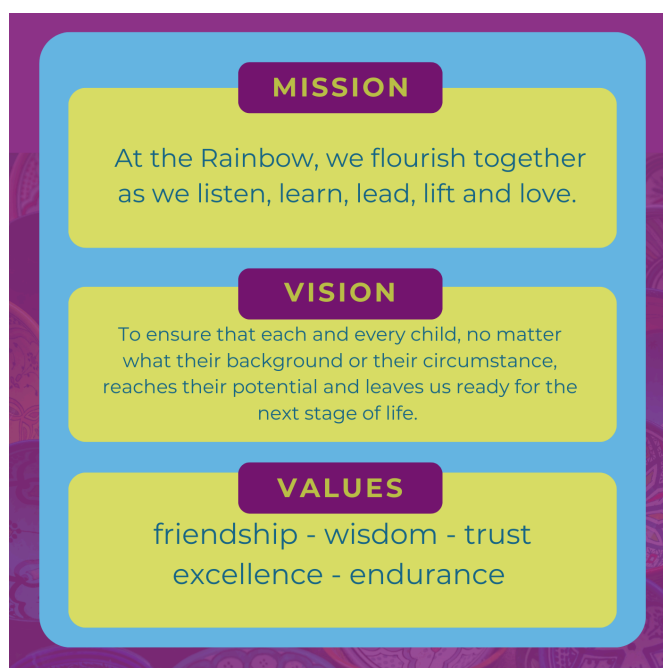 MISSION
At the Rainbow, we flourish together
as we listen, learn, lead, lift and love.
VISION
To ensure that each and every child, no matter
what their background or their circumstance,
reaches their potential and leaves us ready for the
next stage of life.
VALUES
friendship - wisdom - trust
excellence - endurance